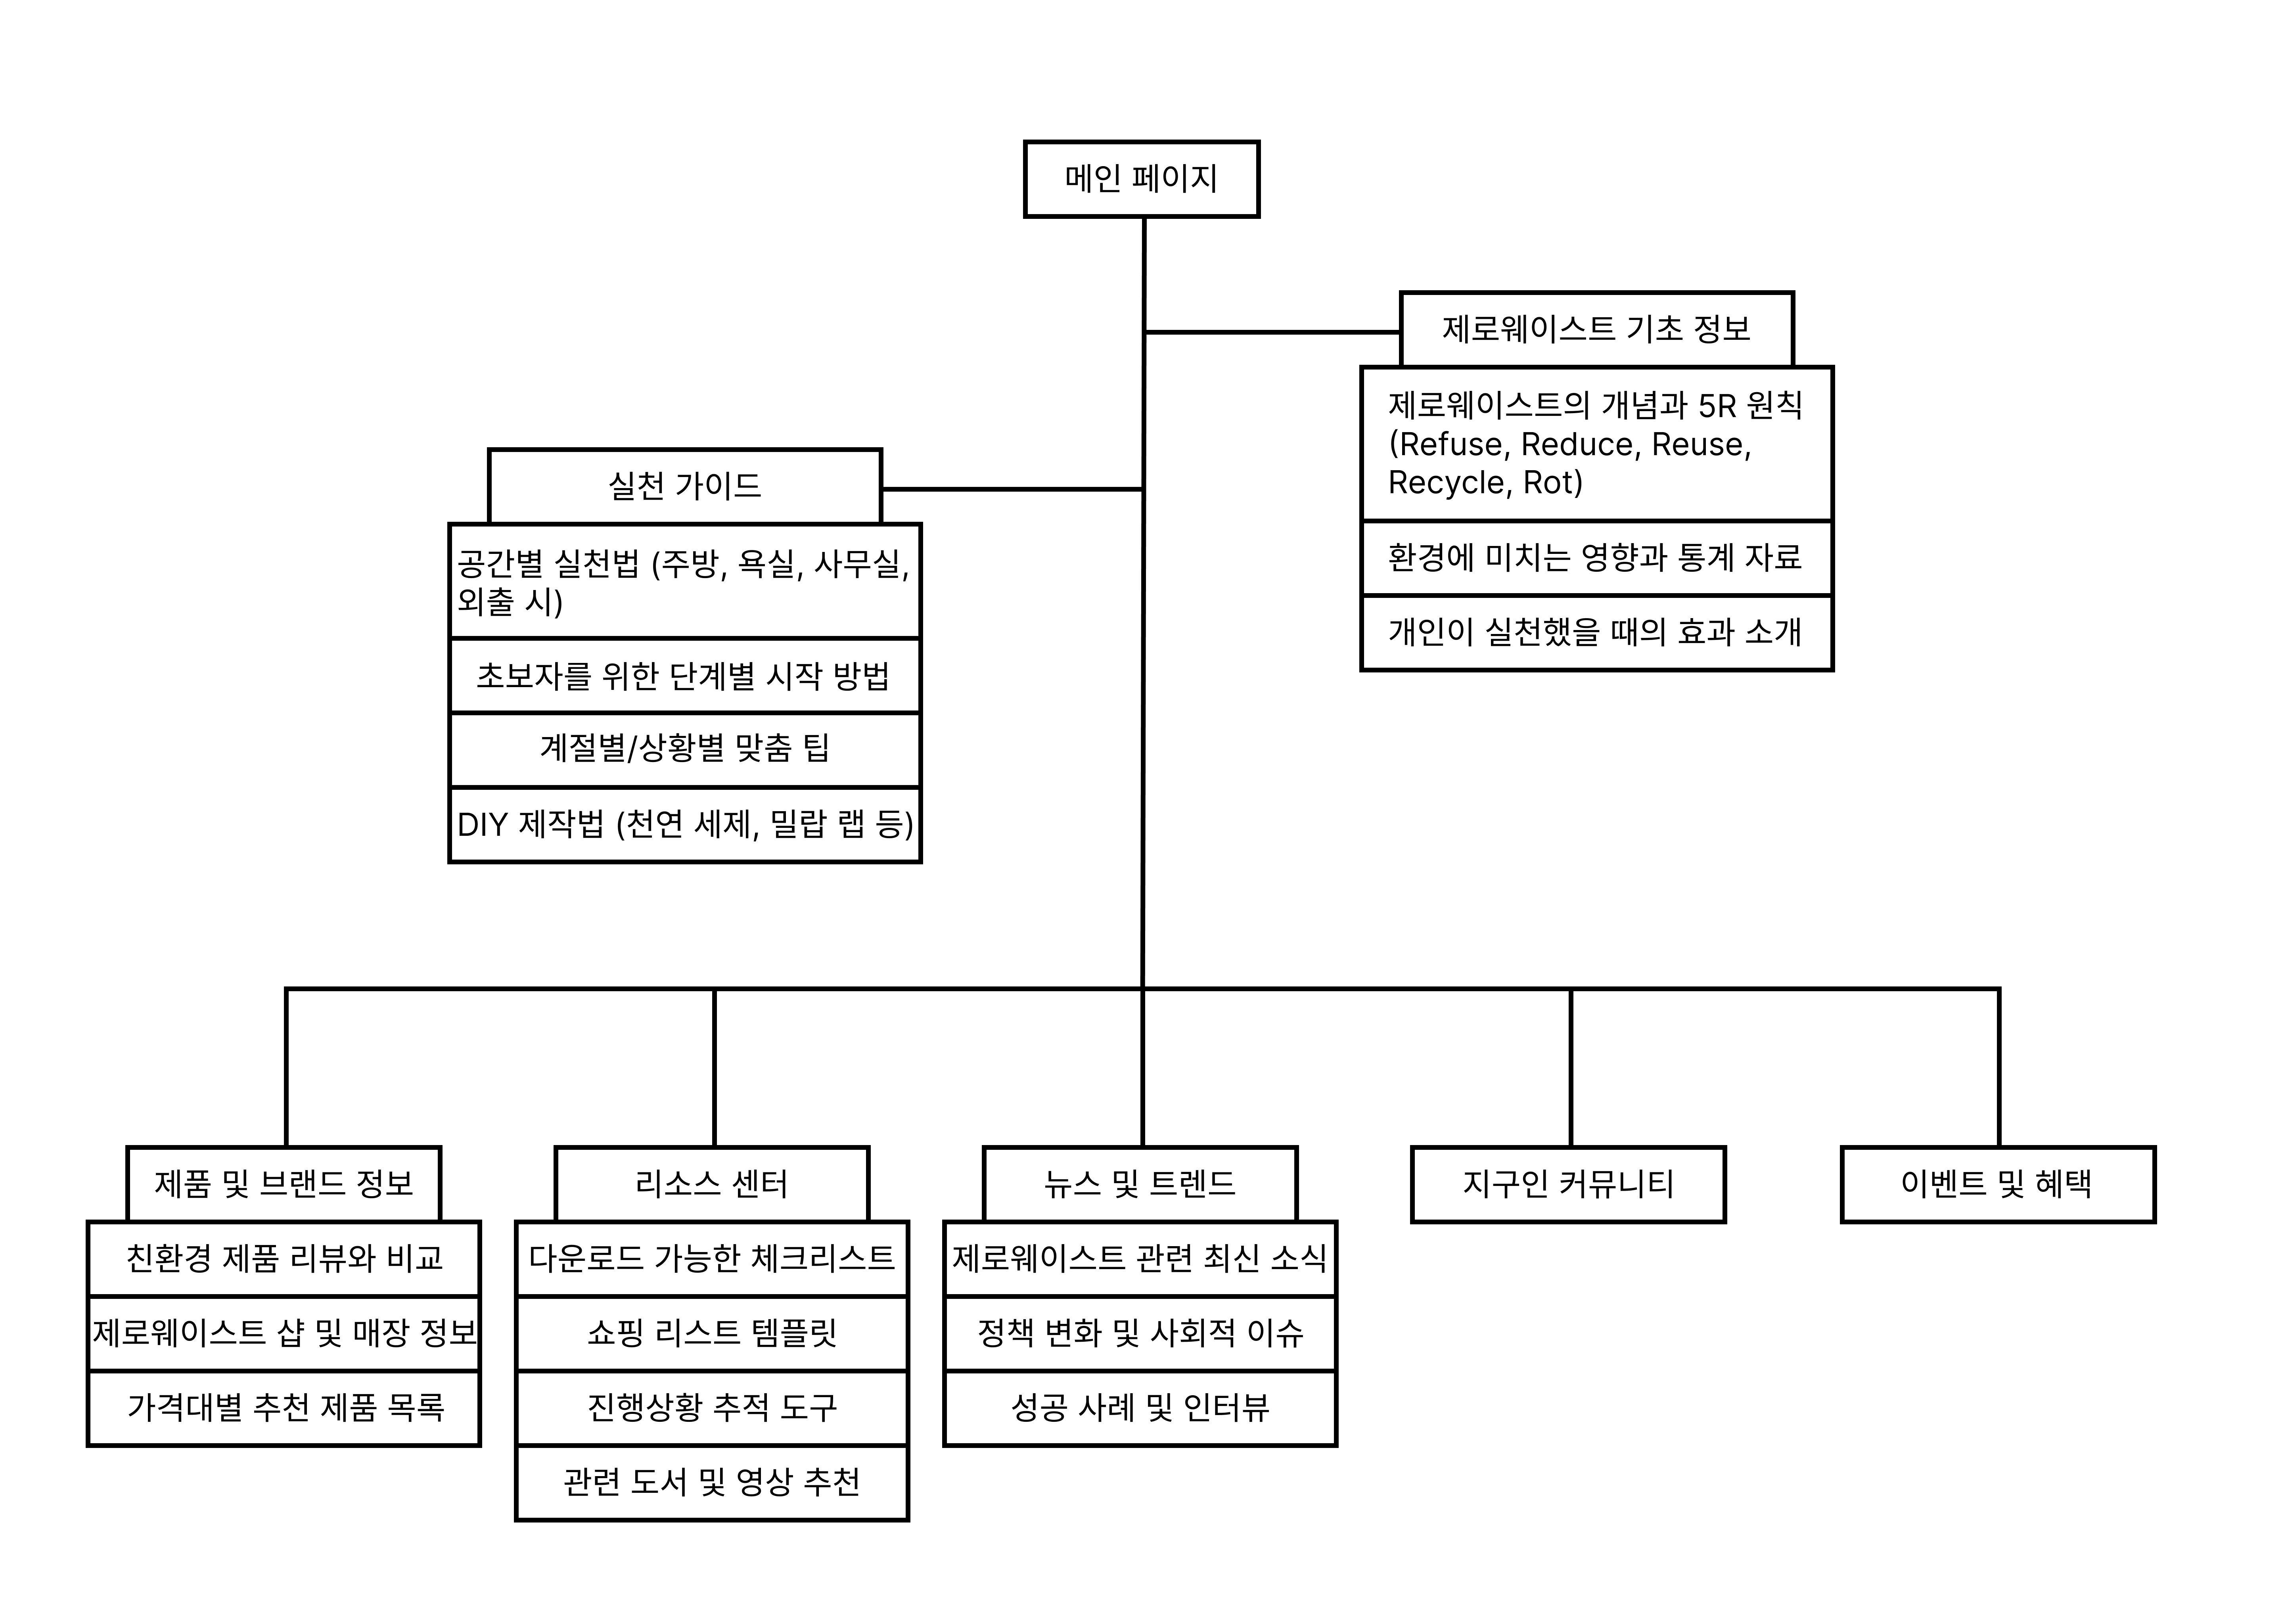 메인 페이지
제로웨이스트 기초 정보
제로웨이스트의 개념과 5R 원칙
(Refuse, Reduce, Reuse,
Recycle, Rot)
환경에 미치는 영향과 통계 자료
개인이 실천했을 때의 효과 소개
실천 가이드
공간별 실천법 (주방, 욕실, 사무실,
외출 시)
초보자를 위한 단계별 시작 방법
계절별/상황별 맞춤 팁
DIY 제작법 (천연 세제, 밀랍 랩 등)
제품 및 브랜드 정보
친환경 제품 리뷰와 비교
제로웨이스트 샵 및 매장 정보
가격대별 추천 제품 목록
리소스 센터
다운로드 가능한 체크리스트
쇼핑 리스트 템플릿
진행상황 추적 도구
관련 도서 및 영상 추천
뉴스 및 트렌드
제로웨이스트 관련 최신 소식
정책 변화 및 사회적 이슈
성공 사례 및 인터뷰
지구인 커뮤니티
이벤트 및 혜택